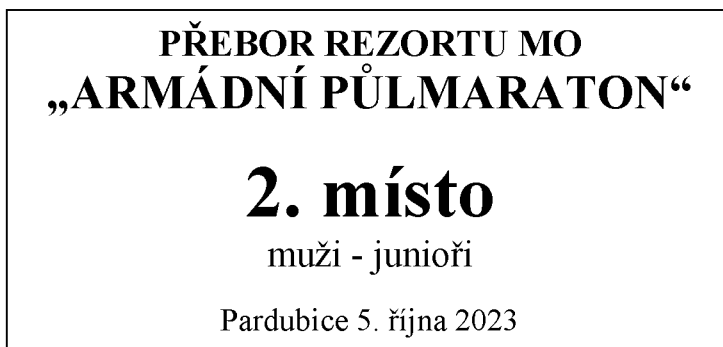 PŘEBOR REZORTU MO
„ARMÁDNÍ PŮLMARATON“
2. místo
muži - junioři
Pardubice 5. října 2023